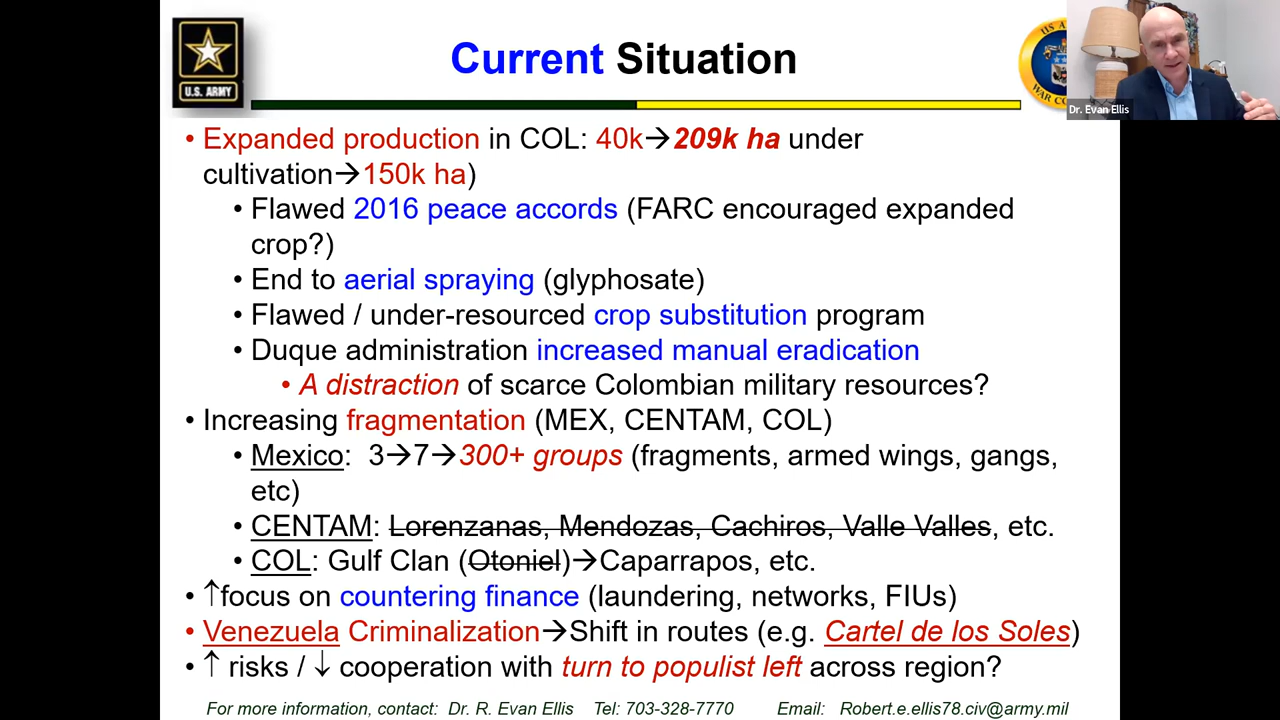 U.S. ARMY
Current Situation
WAR CO
Dr. Evan Ellis
• Expanded production in COL: 40k→209k ha under
cultivation→150k ha)
• Flawed 2016 peace accords (FARC encouraged expanded
crop?)
• End to aerial spraying (glyphosate)
• Flawed / under-resourced crop substitution program
• Duque administration increased manual eradication
• A distraction of scarce Colombian military resources?
• Increasing fragmentation (MEX, CENTAM, COL)
• Mexico: 3→7→300+ groups (fragments, armed wings, gangs,
etc)
• CENTAM: Lorenzanas, Mendozas, Cachiros, Valle Valles, etc.
• COL: Gulf Clan (Otoniel)→Caparrapos, etc.
• ↑focus on countering finance (laundering, networks, FIUs)
• Venezuela Criminalization→Shift in routes (e.g. Cartel de los Soles)
• ↑ risks / ↓ cooperation with turn to populist left across region?
For more information, contact: Dr. R. Evan Ellis Tel: 703-328-7770 Email: Robert.e.ellis78.civ@army.mil